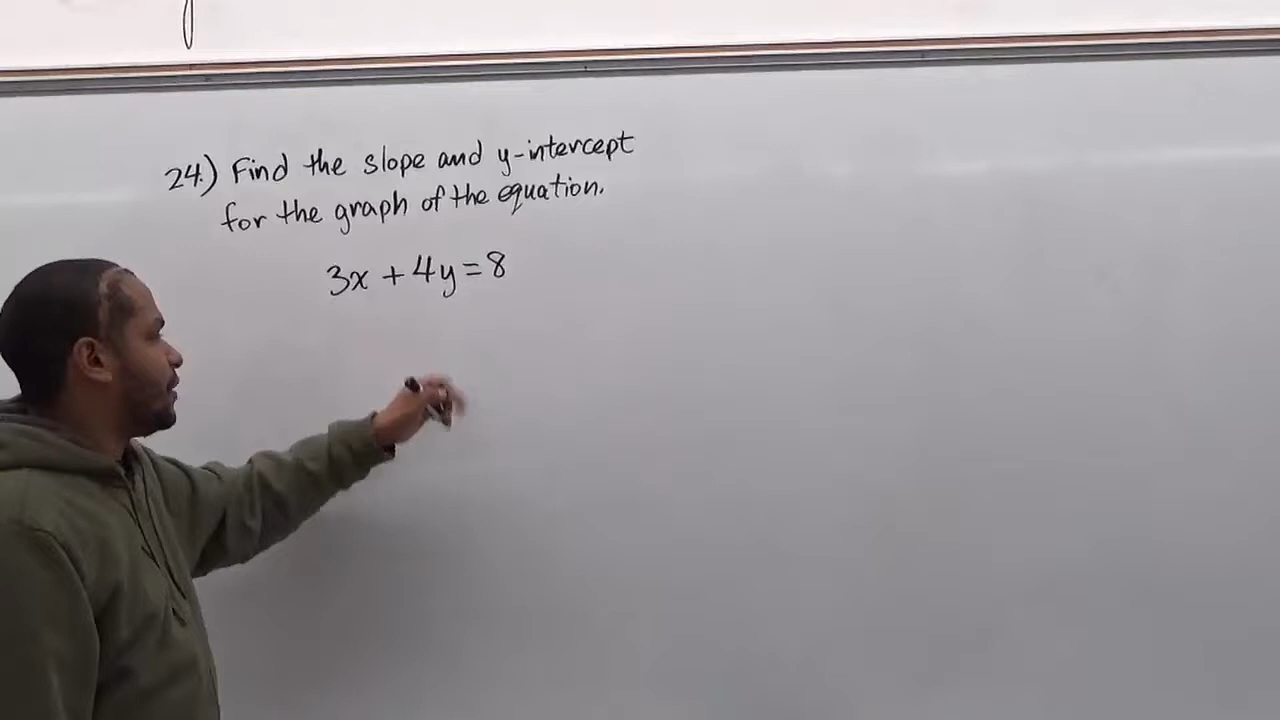 24.) Find the slope and y-intercept
for the graph of the equation.
3x + 4y = 8